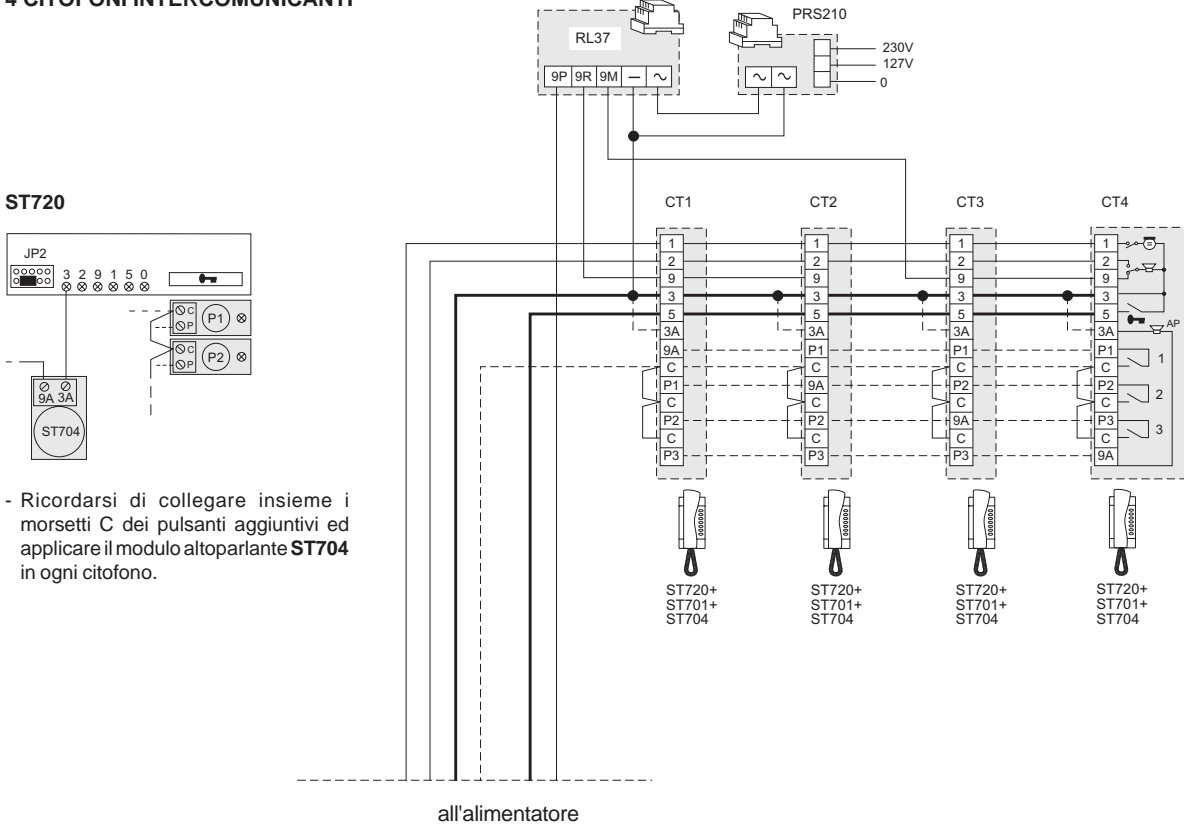 4 CITOFONI INTERCOMUNICANTI
PRS210
RL37
230V
127V
0
9P 9R 9M — ~
~ ~
ST720
JP2
3 2 9 1 5 0
C
P
P1
C
P
P2
9A 3A
ST704
- Ricordarsi di collegare insieme i
morsetti C dei pulsanti aggiuntivi ed
applicare il modulo altoparlante ST704
in ogni citofono.
CT1
1
2
9
3
5
3A
9A
C
P1
C
P2
C
P3
ST720+
ST701+
ST704
CT2
1
2
9
3
5
3A
P1
C
9A
C
P2
C
P3
ST720+
ST701+
ST704
CT3
1
2
9
3
5
3A
P1
C
P2
C
9A
C
P3
ST720+
ST701+
ST704
CT4
1
2
9
3
5
3A
P1
C
P2
C
P3
C
9A
AP
1
2
3
ST720+
ST701+
ST704
all'alimentatore